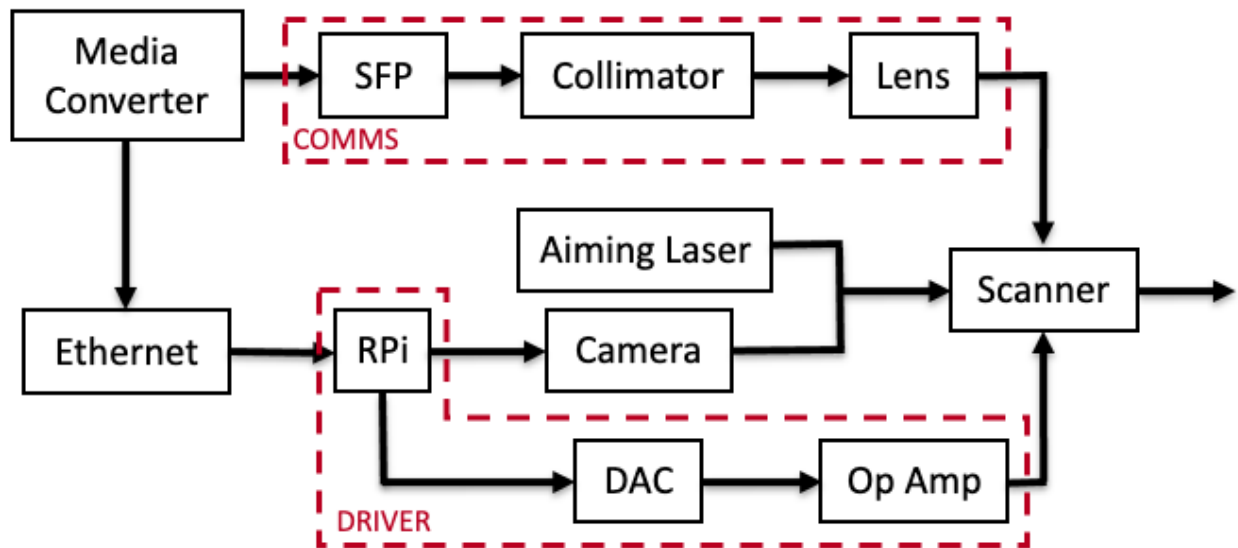 Media
Converter
SFP
Collimator
Lens
COMMS
Aiming Laser
Scanner
Ethernet
RPi
Camera
DAC
Op Amp
DRIVER